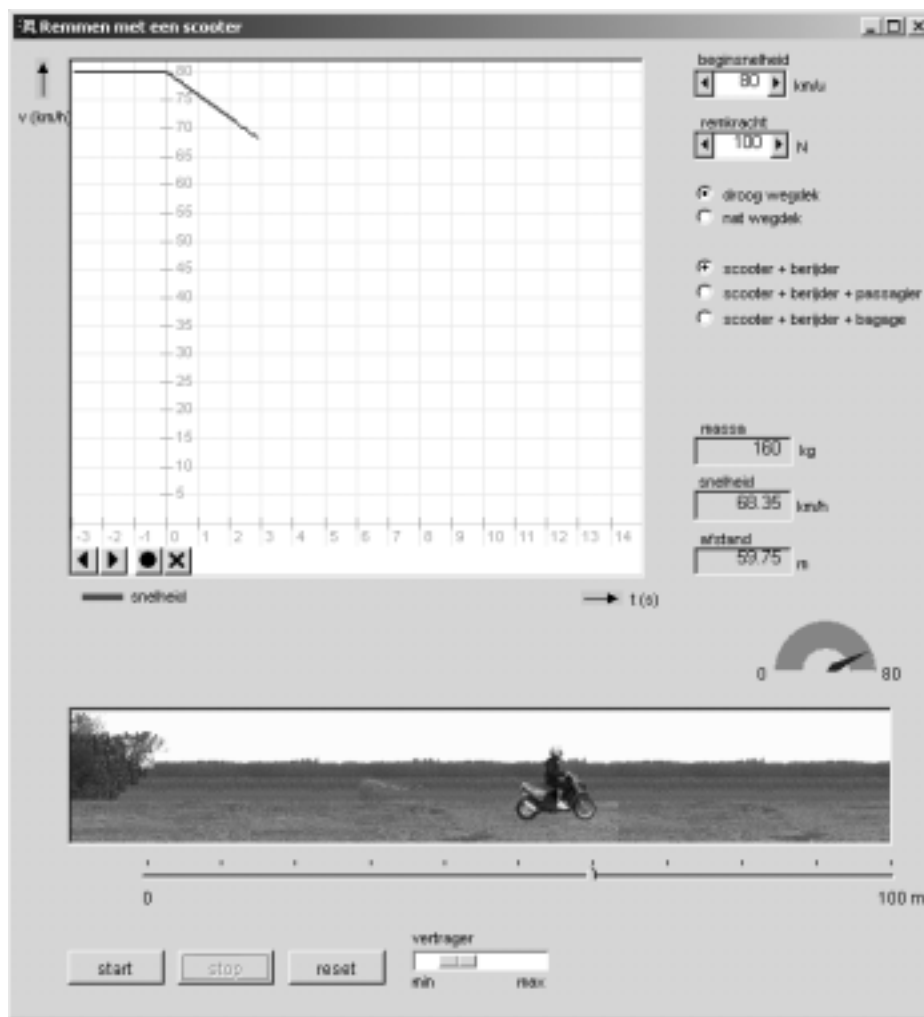 Remmen met een scooter
v (km/h)
80
75
70
65
60
55
50
45
40
35
30
25
20
15
10
5
-3 -2 -1 0 1 2 3 4 5 6 7 8 9 10 11 12 13 14
snelheid
t (s)
beginsnelheid
80 km/u
remkracht
100 N
droog wegdek
nat wegdek
scooter + berijder
scooter + berijder + passagier
scooter + berijder + bagage
massa
160 kg
snelheid
68.35 km/h
afstand
59.75 m
0 80
0 100 m
start stop reset
vertrager
min max